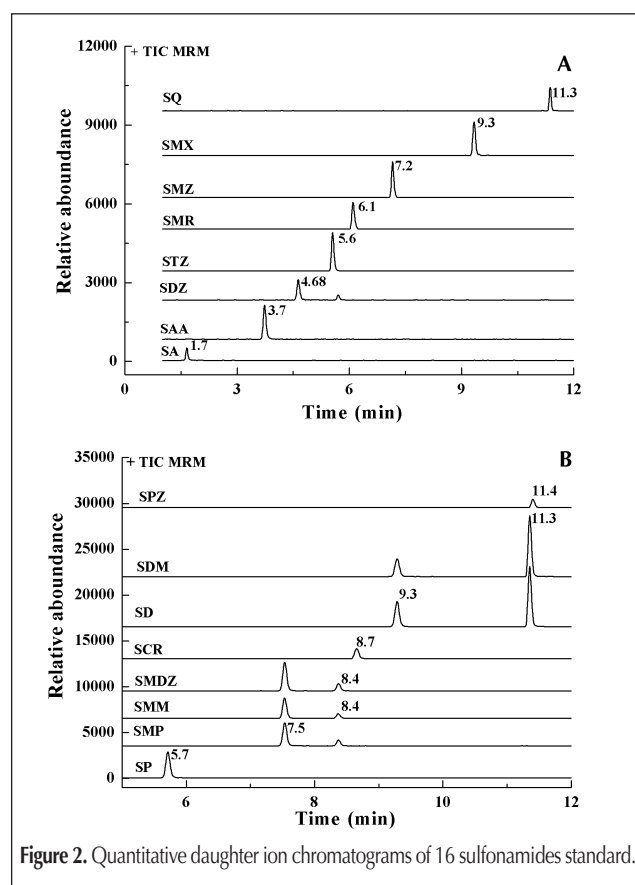 12000
+ TIC MRM
A
SQ
11.3
9000
SMX
9.3
SMZ
7.2
6000
SMR
6.1
STZ
5.6
3000
SDZ
4.68
SAA
3.7
SA
1.7
0
Relative aboundance
0 3 6 9 12
Time (min)
35000
+ TIC MRM
B
SPZ
11.4
30000
11.3
25000
SDM
20000
SD
9.3
15000
SCR
8.7
SMDZ
10000
8.4
SMM
8.4
5000
SMP
7.5
SP
5.7
0
Relative aboundance
6 8 10 12
Time (min)
Figure 2. Quantitative daughter ion chromatograms of 16 sulfonamides standard.